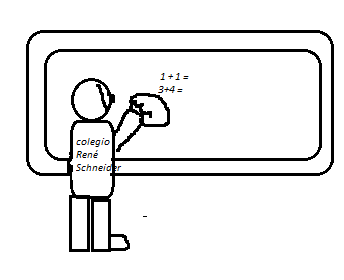 1 + 1 =
3+4 =
colegio
René
Schneider